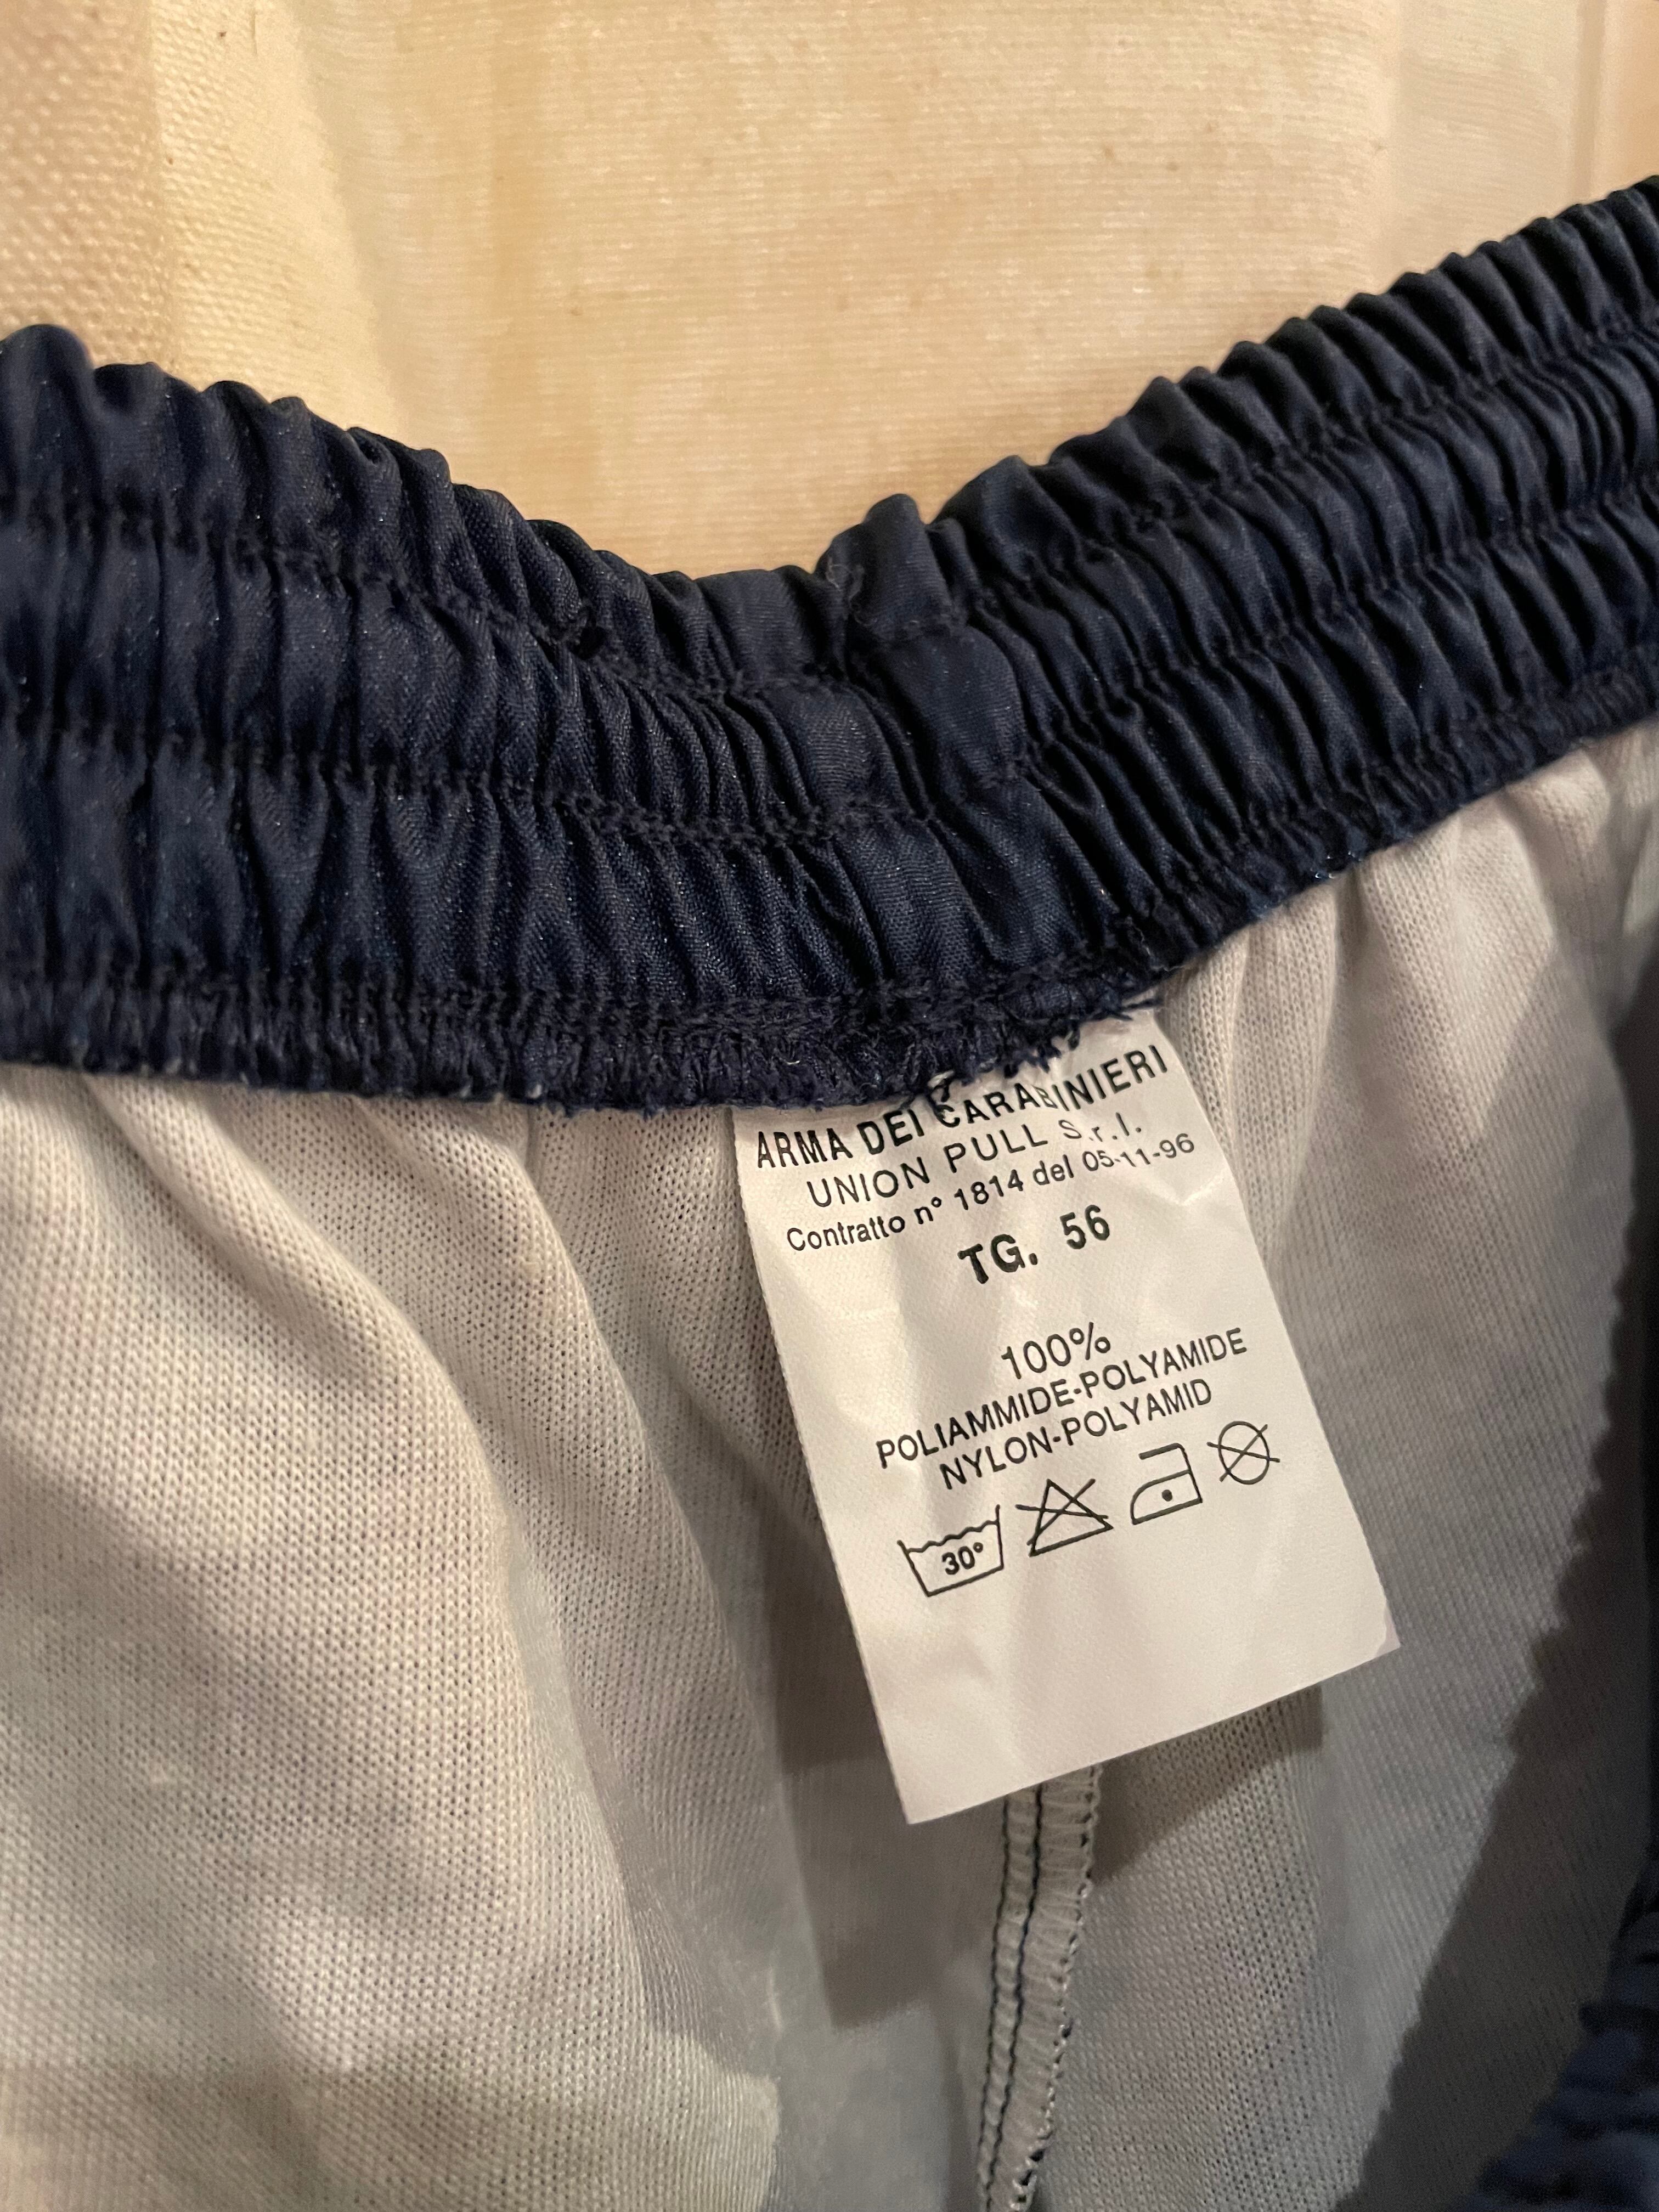 ARMA DEI CARABINIERI
UNION PULL S.r.l.
Contratto n° 1814 del 05-11-96
TG. 56
100%
POLIAMMIDE-POLYAMIDE
NYLON-POLYAMID
30°